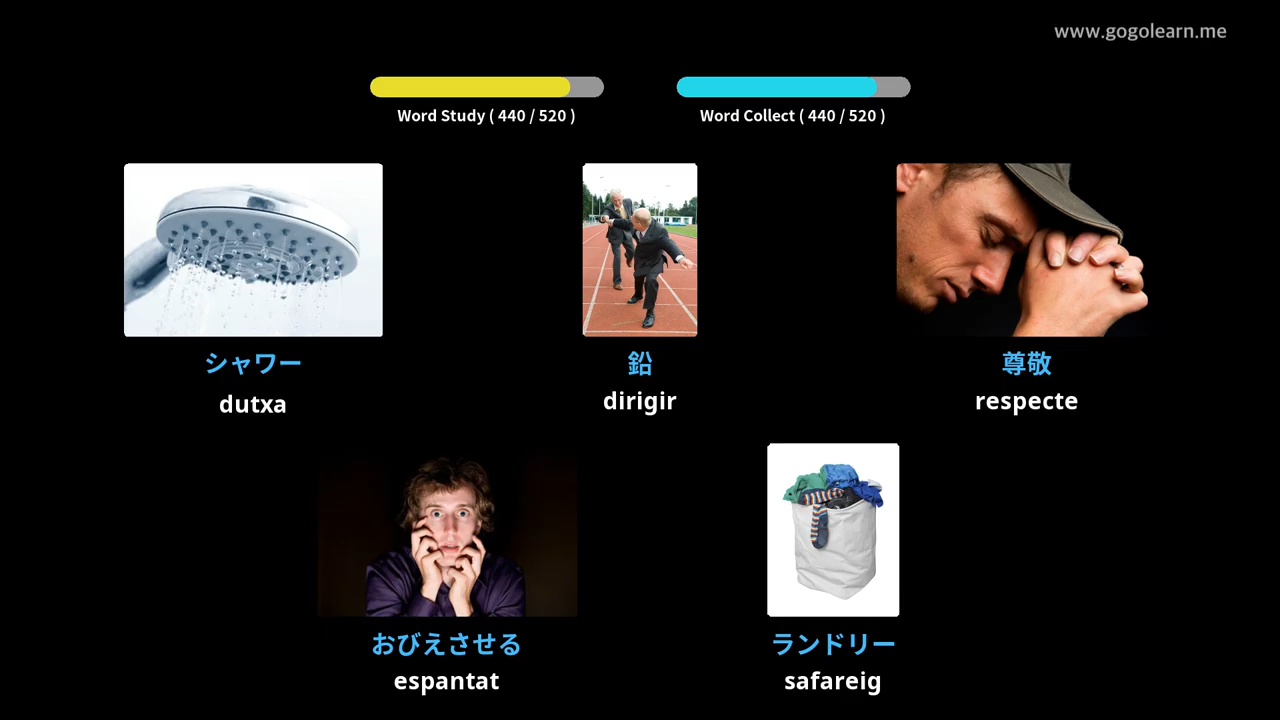 www.gogolearn.me
Word Study ( 440 / 520 )
Word Collect ( 440 / 520 )
シャワー
dutxa
鉛
dirigir
尊敬
respecte
おびえさせる
espantat
ランドリー
safareig